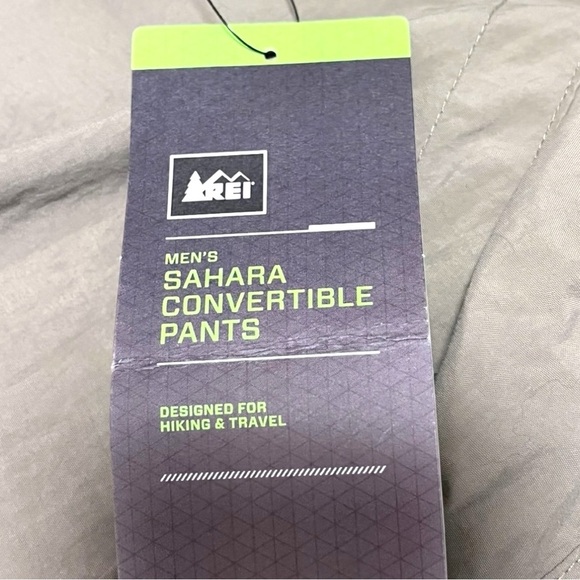 REI
MEN'S
SAHARA
CONVERTIBLE
PANTS
DESIGNED FOR
HIKING & TRAVEL